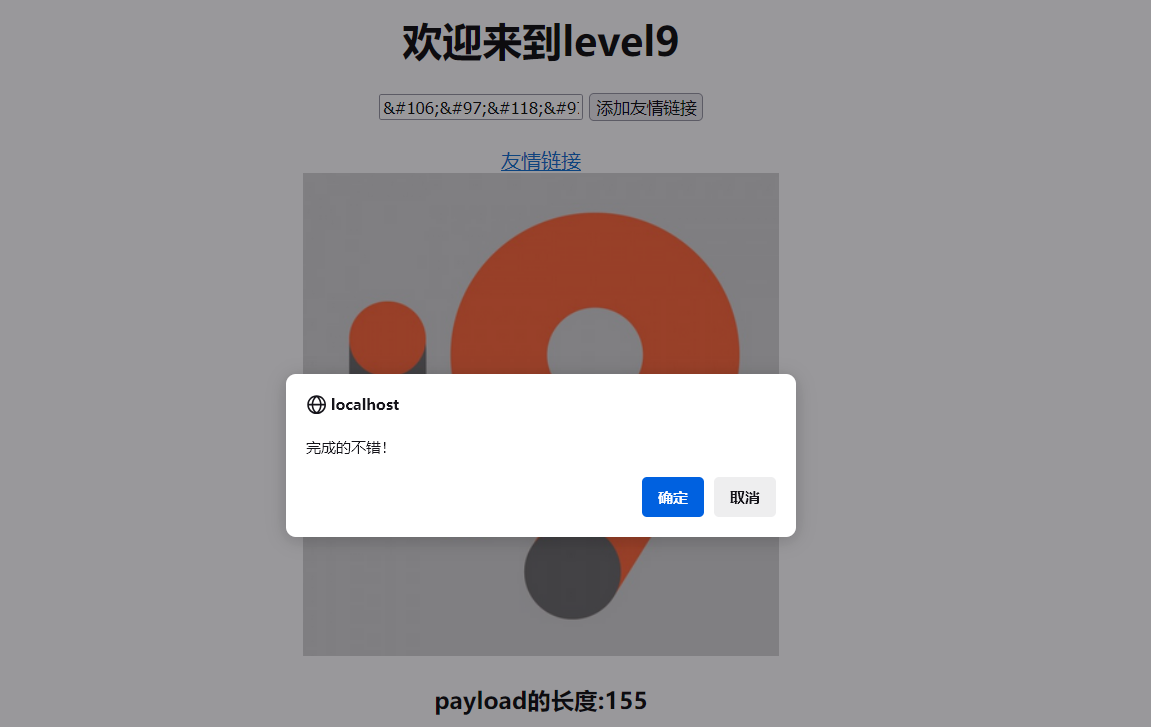 欢迎来到level9
&#106;&#97;&#118;&#9 添加友情链接
友情链接
localhost
完成的不错！
确定 取消
payload的长度:155